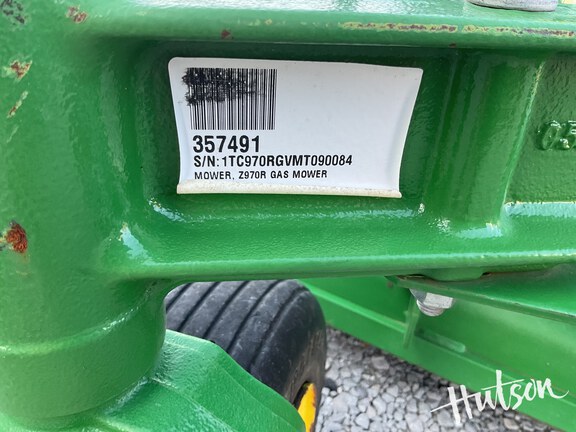 357491
S/N:1TC970RGVMT090084
MOWER, Z970R GAS MOWER
Hutson